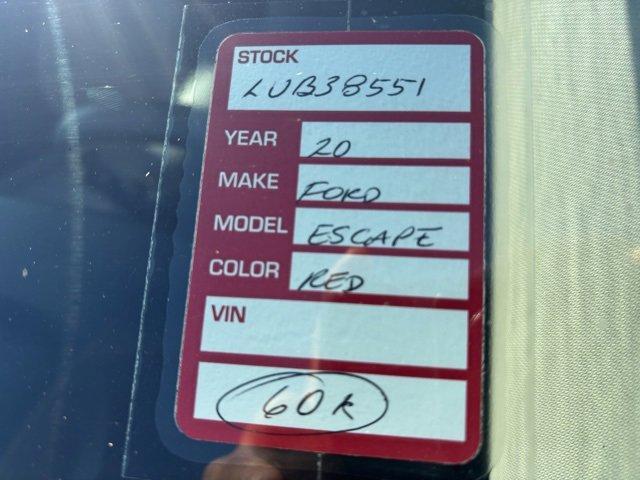 STOCK
LUB38551
YEAR 20
MAKE FORD
MODEL ESCAPE
COLOR RED
VIN
60K